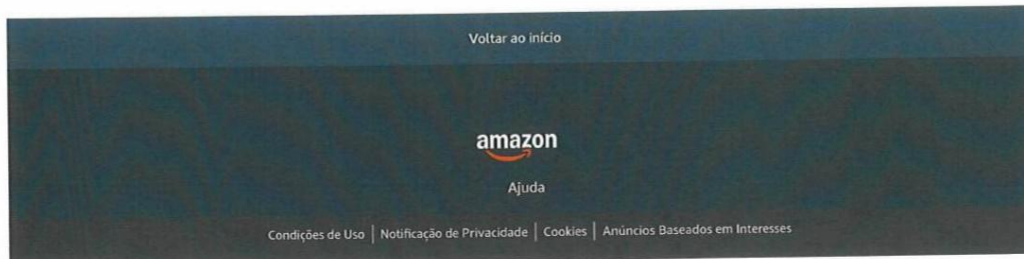 Voltar ao início
amazon
Ajuda
Condições de Uso | Notificação de Privacidade | Cookies | Anúncios Baseados em Interesses